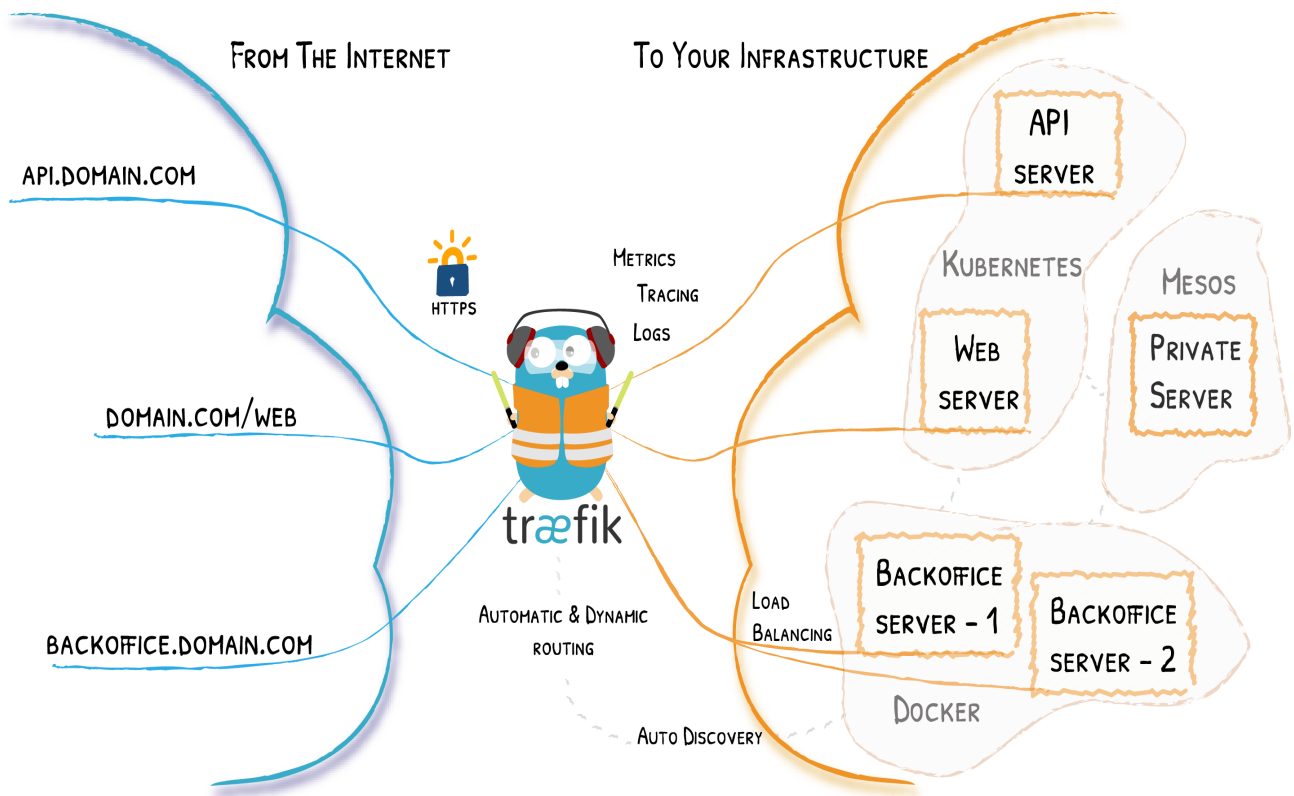 FROM THE INTERNET
TO YOUR INFRASTRUCTURE
API.DOMAIN.COM
DOMAIN.COM/WEB
BACKOFFICE.DOMAIN.COM
HTTPS
METRICS
TRACING
LOGS
træfik
AUTOMATIC & DYNAMIC
ROUTING
AUTO DISCOVERY
LOAD
BALANCING
API
SERVER
KUBERNETES
WEB
SERVER
MESOS
PRIVATE
SERVER
BACKOFFICE
SERVER - 1
BACKOFFICE
SERVER - 2
DOCKER